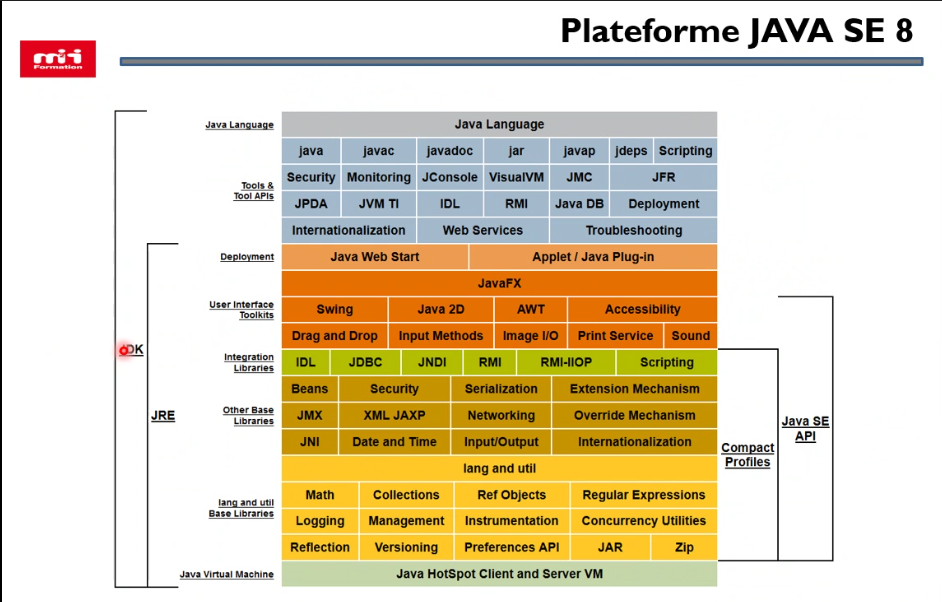 Plateforme JAVA SE 8
mii
Formation
Java Language
Java Language
java javac javadoc jar javap jdeps Scripting
Tools &
Tool APIs
Security Monitoring JConsole VisualVM JMC JFR
JPDA JVM TI IDL RMI Java DB Deployment
Internationalization Web Services Troubleshooting
Deployment
Java Web Start Applet / Java Plug-in
JavaFX
User Interface
Toolkits
Swing Java 2D AWT Accessibility
Drag and Drop Input Methods Image I/O Print Service Sound
DK
Integration
Libraries
IDL JDBC JNDI RMI RMI-IIOP Scripting
Beans Security Serialization Extension Mechanism
JRE
Other Base
Libraries
JMX XML JAXP Networking Override Mechanism
Java SE
API
JNI Date and Time Input/Output Internationalization
Compact
Profiles
lang and util
lang and util
Base Libraries
Math Collections Ref Objects Regular Expressions
Logging Management Instrumentation Concurrency Utilities
Reflection Versioning Preferences API JAR Zip
Java Virtual Machine
Java HotSpot Client and Server VM